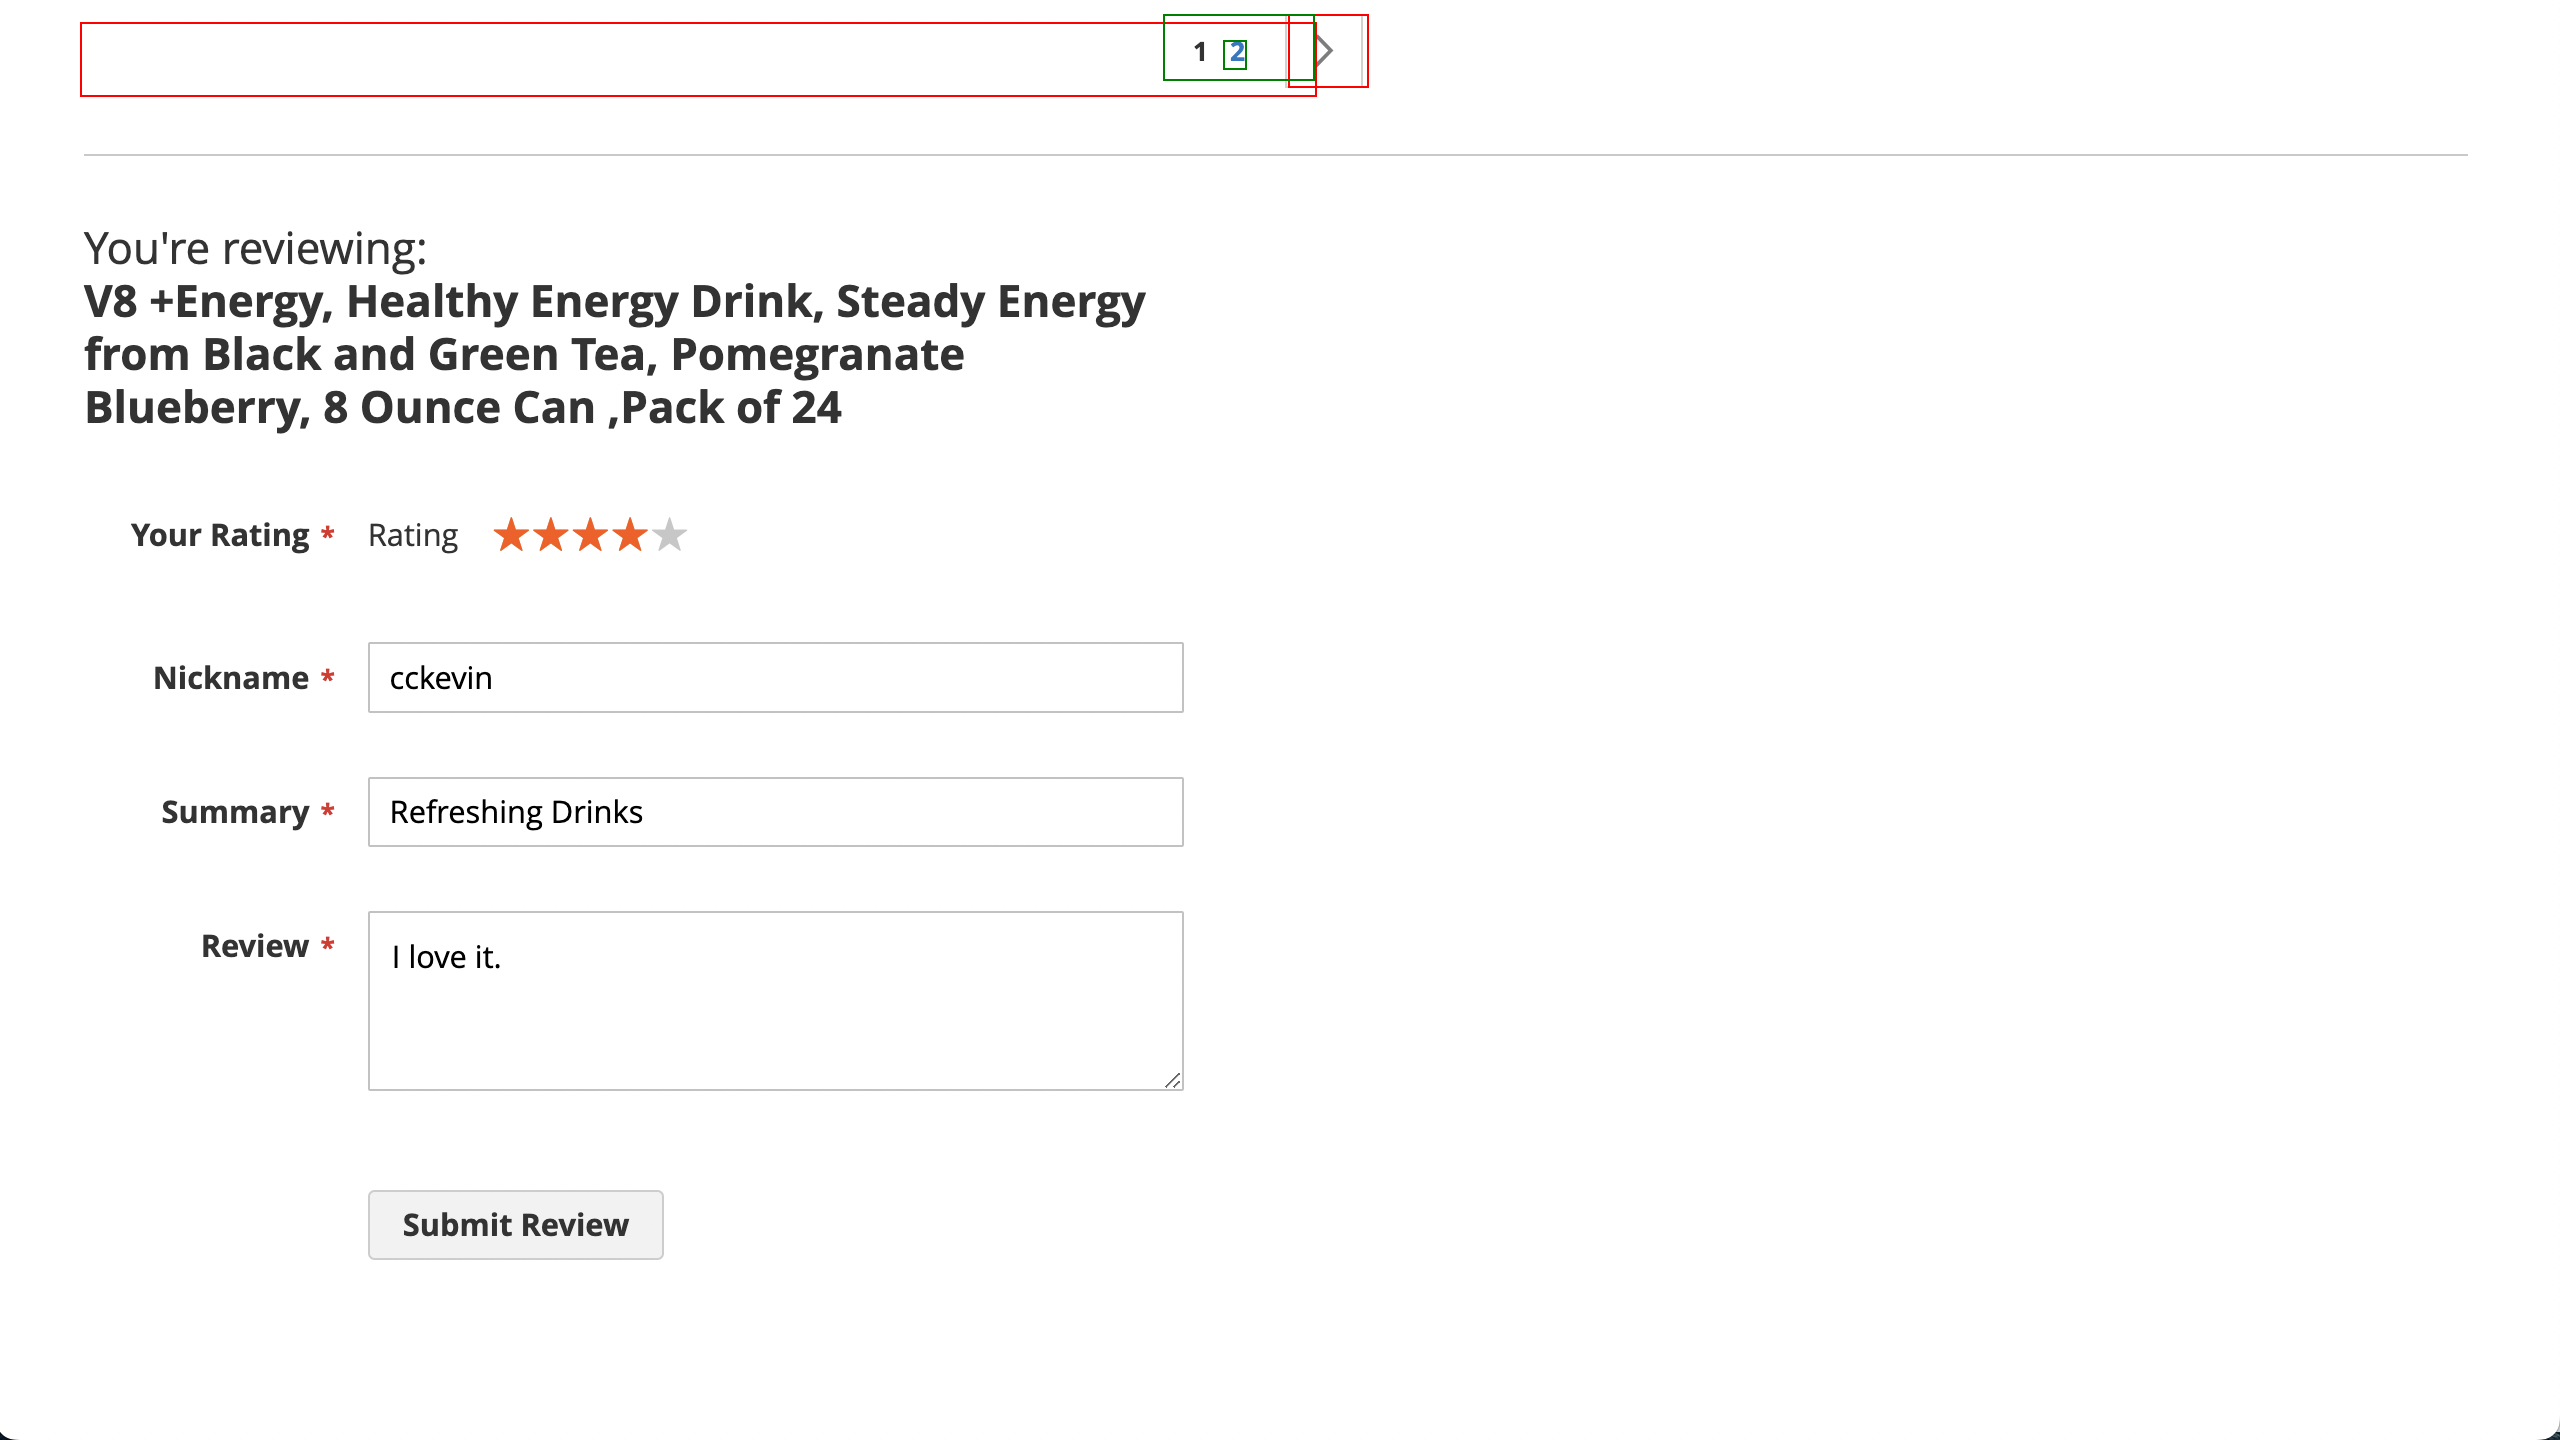 1 2
You're reviewing:
V8 +Energy, Healthy Energy Drink, Steady Energy
from Black and Green Tea, Pomegranate
Blueberry, 8 Ounce Can ,Pack of 24
Your Rating * Rating
Nickname * cckevin
Summary * Refreshing Drinks
Review * I love it.
Submit Review